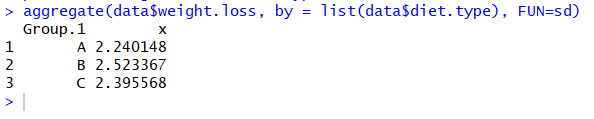 > aggregate(data$weight.loss, by = list(data$diet.type), FUN=sd)
  Group.1        x
1       A 2.240148
2       B 2.523367
3       C 2.395568
>